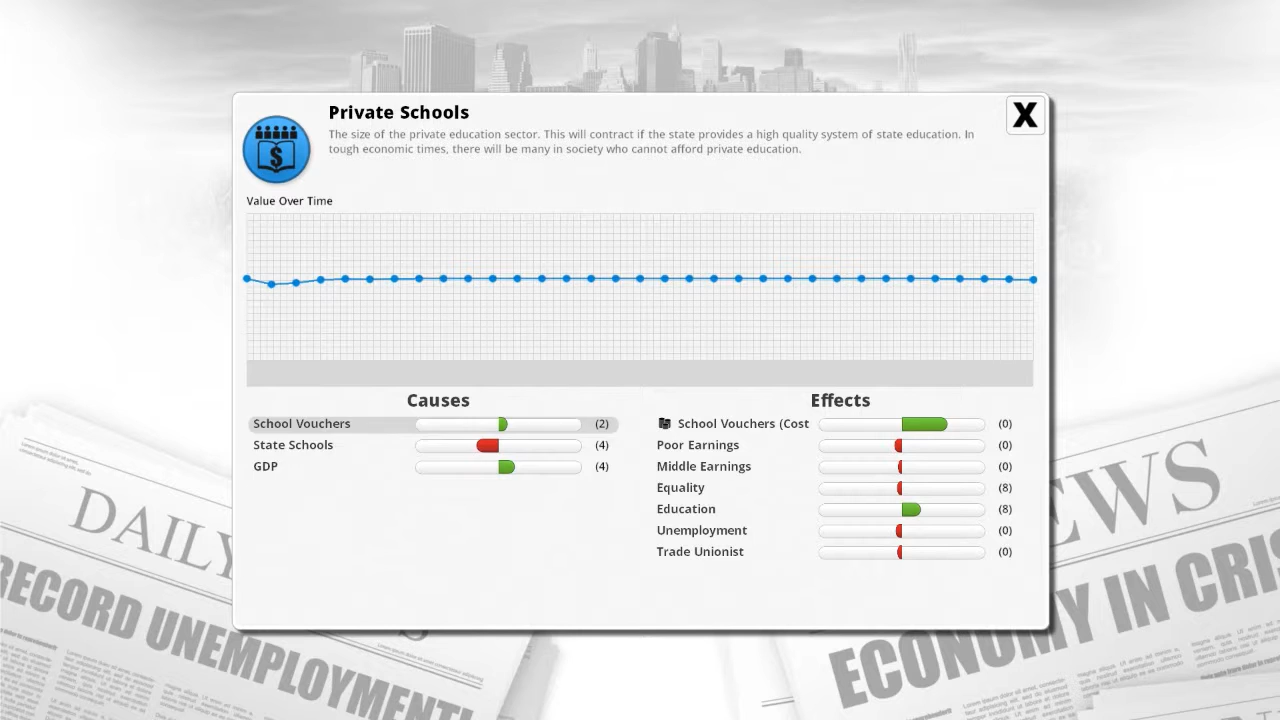 Private Schools
X
The size of the private education sector. This will contract if the state provides a high quality system of state education. In
tough economic times, there will be many in society who cannot afford private education.
$
Value Over Time
Causes
School Vouchers (2)
State Schools (4)
GDP (4)
Effects
School Vouchers (Cost (0)
Poor Earnings (0)
Middle Earnings (0)
Equality (8)
Education (8)
Unemployment (0)
Trade Unionist (0)
DAILY
RECORD UNEMPLOYMENT!
EWS
ECONOMY IN CRIS